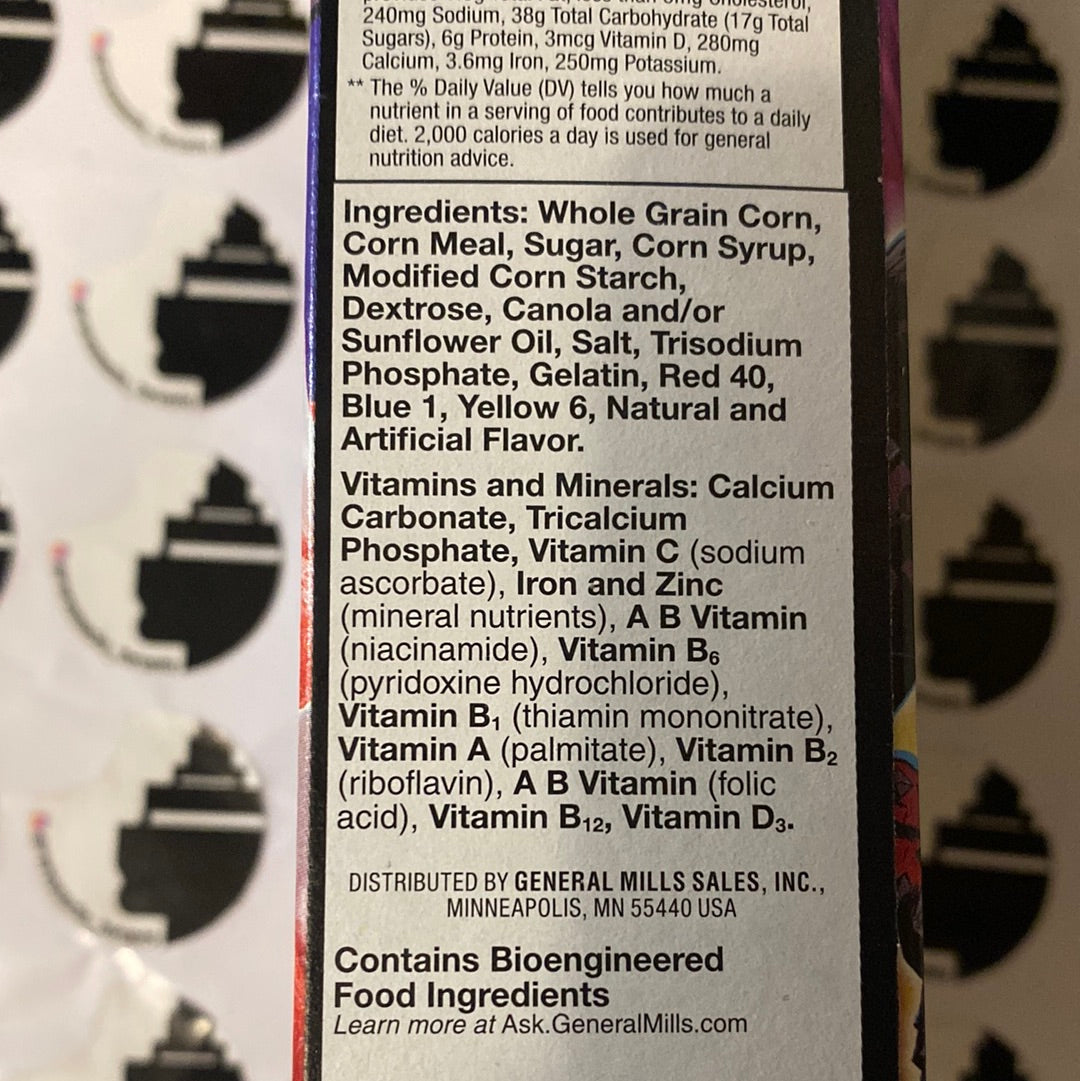 240mg Sodium, 38g Total Carbohydrate (17g Total
Sugars), 6g Protein, 3mcg Vitamin D, 280mg
Calcium, 3.6mg Iron, 250mg Potassium.
** The % Daily Value (DV) tells you how much a
nutrient in a serving of food contributes to a daily
diet. 2,000 calories a day is used for general
nutrition advice.
Ingredients: Whole Grain Corn,
Corn Meal, Sugar, Corn Syrup,
Modified Corn Starch,
Dextrose, Canola and/or
Sunflower Oil, Salt, Trisodium
Phosphate, Gelatin, Red 40,
Blue 1, Yellow 6, Natural and
Artificial Flavor.
Vitamins and Minerals: Calcium
Carbonate, Tricalcium
Phosphate, Vitamin C (sodium
ascorbate), Iron and Zinc
(mineral nutrients), A B Vitamin
(niacinamide), Vitamin B₆
(pyridoxine hydrochloride),
Vitamin B₁ (thiamin mononitrate),
Vitamin A (palmitate), Vitamin B₂
(riboflavin), A B Vitamin (folic
acid), Vitamin B₁₂, Vitamin D₃.
DISTRIBUTED BY GENERAL MILLS SALES, INC.,
MINNEAPOLIS, MN 55440 USA
Contains Bioengineered
Food Ingredients
Learn more at Ask.GeneralMills.com